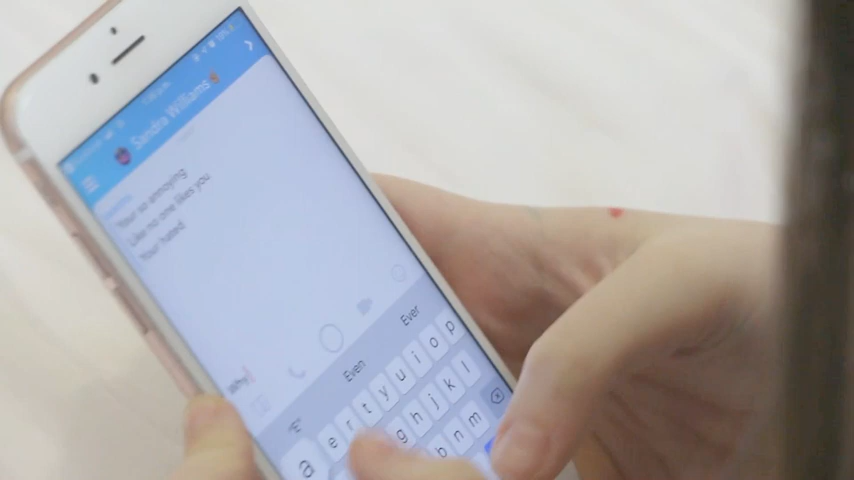 Sandra Williams
Your so annoying
Like no one likes you
Your hated
Why
Even
Ever
e r t y u i o p
a g h j k l
b n m